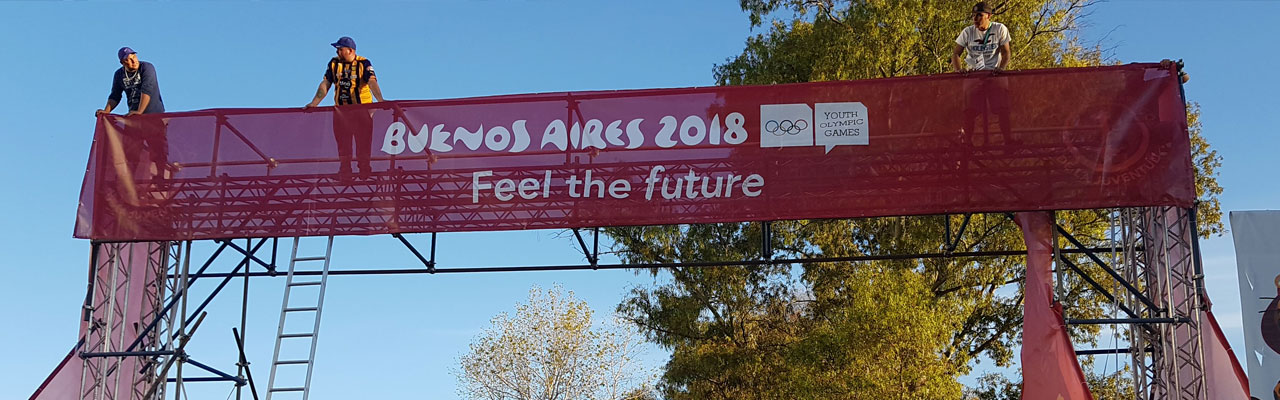 BUENOS AIRES 2018
YOUTH
OLYMPIC
GAMES
Feel the future